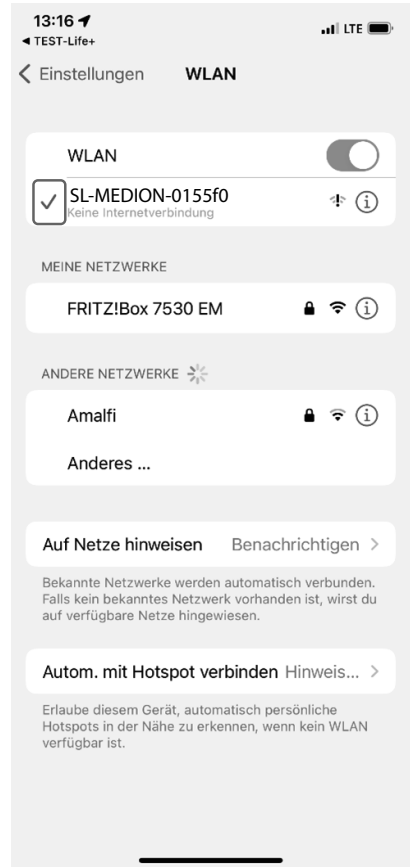 13:16
TEST-Life+
LTE
Einstellungen
WLAN
WLAN
SL-MEDION-0155f0
Keine Internetverbindung
MEINE NETZWERKE
FRITZ!Box 7530 EM
ANDERE NETZWERKE
Amalfi
Anderes ...
Auf Netze hinweisen Benachrichtigen
Bekannte Netzwerke werden automatisch verbunden.
Falls kein bekanntes Netzwerk vorhanden ist, wirst du
auf verfügbare Netze hingewiesen.
Autom. mit Hotspot verbinden Hinweis...
Erlaube diesem Gerät, automatisch persönliche
Hotspots in der Nähe zu erkennen, wenn kein WLAN
verfügbar ist.